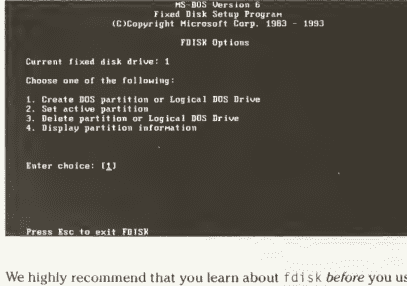 MS-DOS Version 6
Fixed Disk Setup Program
(C)Copyright Microsoft Corp. 1983 - 1993
FDISK Options
Current fixed disk drive: 1
Choose one of the following:
1. Create DOS partition or Logical DOS Drive
2. Set active partition
3. Delete partition or Logical DOS Drive
4. Display partition information
Enter choice: [1]
Press Esc to exit FDISK
We highly recommend that you learn about fdisk before you us